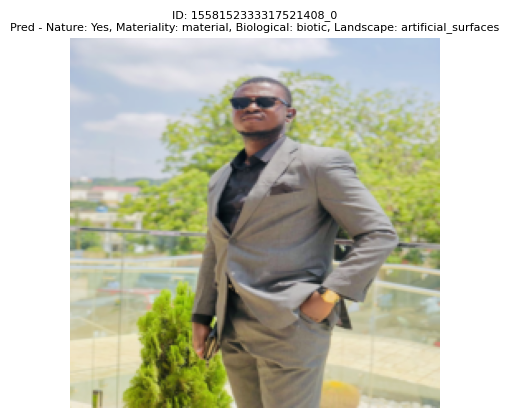 ID: 1558152333317521408_0
Pred - Nature: Yes, Materiality: material, Biological: biotic, Landscape: artificial_surfaces